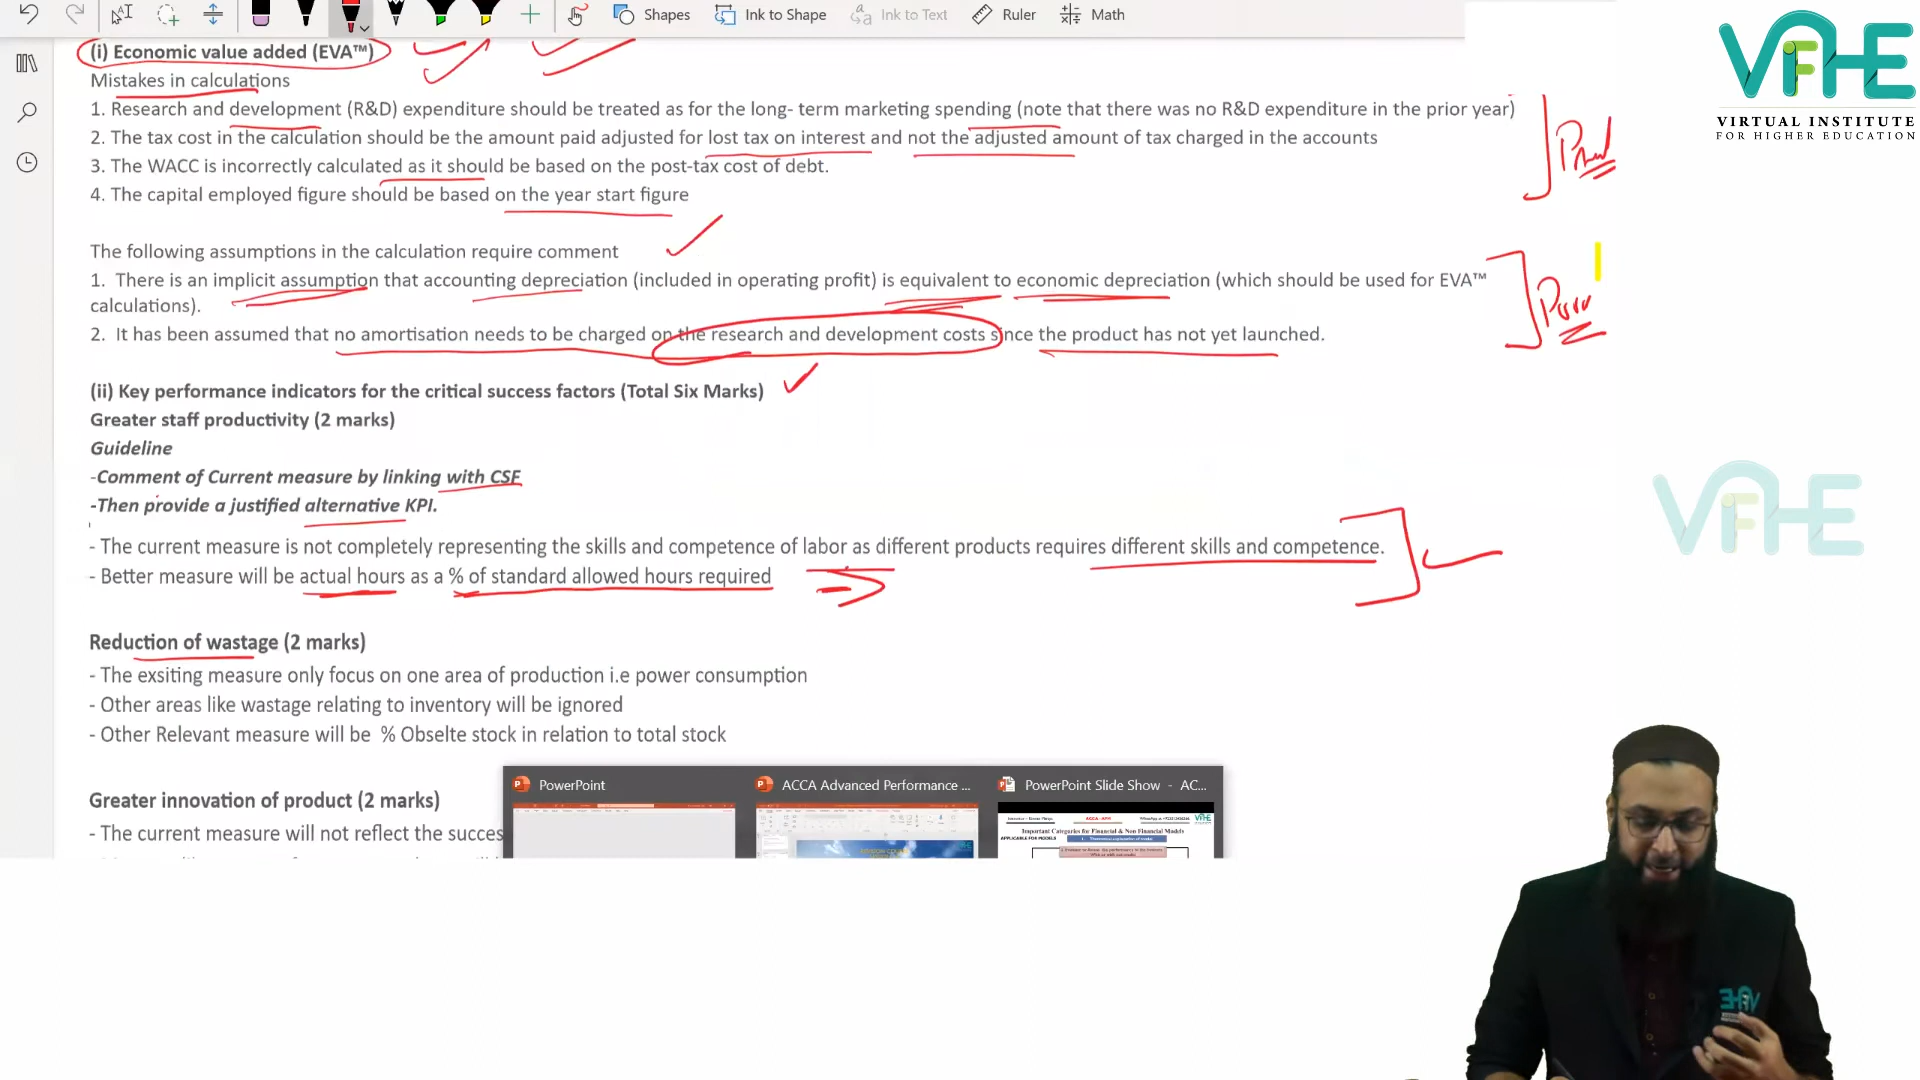 Shapes
Ink to Shape
Ink to Text
Ruler
Math
VIFHE
VIRTUAL INSTITUTE
FOR HIGHER EDUCATION
(i) Economic value added (EVA™)
Mistakes in calculations
1. Research and development (R&D) expenditure should be treated as for the long- term marketing spending (note that there was no R&D expenditure in the prior year)
2. The tax cost in the calculation should be the amount paid adjusted for lost tax on interest and not the adjusted amount of tax charged in the accounts
3. The WACC is incorrectly calculated as it should be based on the post-tax cost of debt.
4. The capital employed figure should be based on the year start figure
The following assumptions in the calculation require comment
1. There is an implicit assumption that accounting depreciation (included in operating profit) is equivalent to economic depreciation (which should be used for EVA™
calculations).
2. It has been assumed that no amortisation needs to be charged on the research and development costs since the product has not yet launched.
(ii) Key performance indicators for the critical success factors (Total Six Marks)
Greater staff productivity (2 marks)
Guideline
-Comment of Current measure by linking with CSF
-Then provide a justified alternative KPI.
- The current measure is not completely representing the skills and competence of labor as different products requires different skills and competence.
- Better measure will be actual hours as a % of standard allowed hours required
Reduction of wastage (2 marks)
- The exsiting measure only focus on one area of production i.e power consumption
- Other areas like wastage relating to inventory will be ignored
- Other Relevant measure will be % Obselte stock in relation to total stock
Greater innovation of product (2 marks)
- The current measure will not reflect the succes
PowerPoint
ACCA Advanced Performance ...
PowerPoint Slide Show - AC...
Important Categories for Financial & Non Financial Models
APPLICABLE FOR MODELS
VIFHE